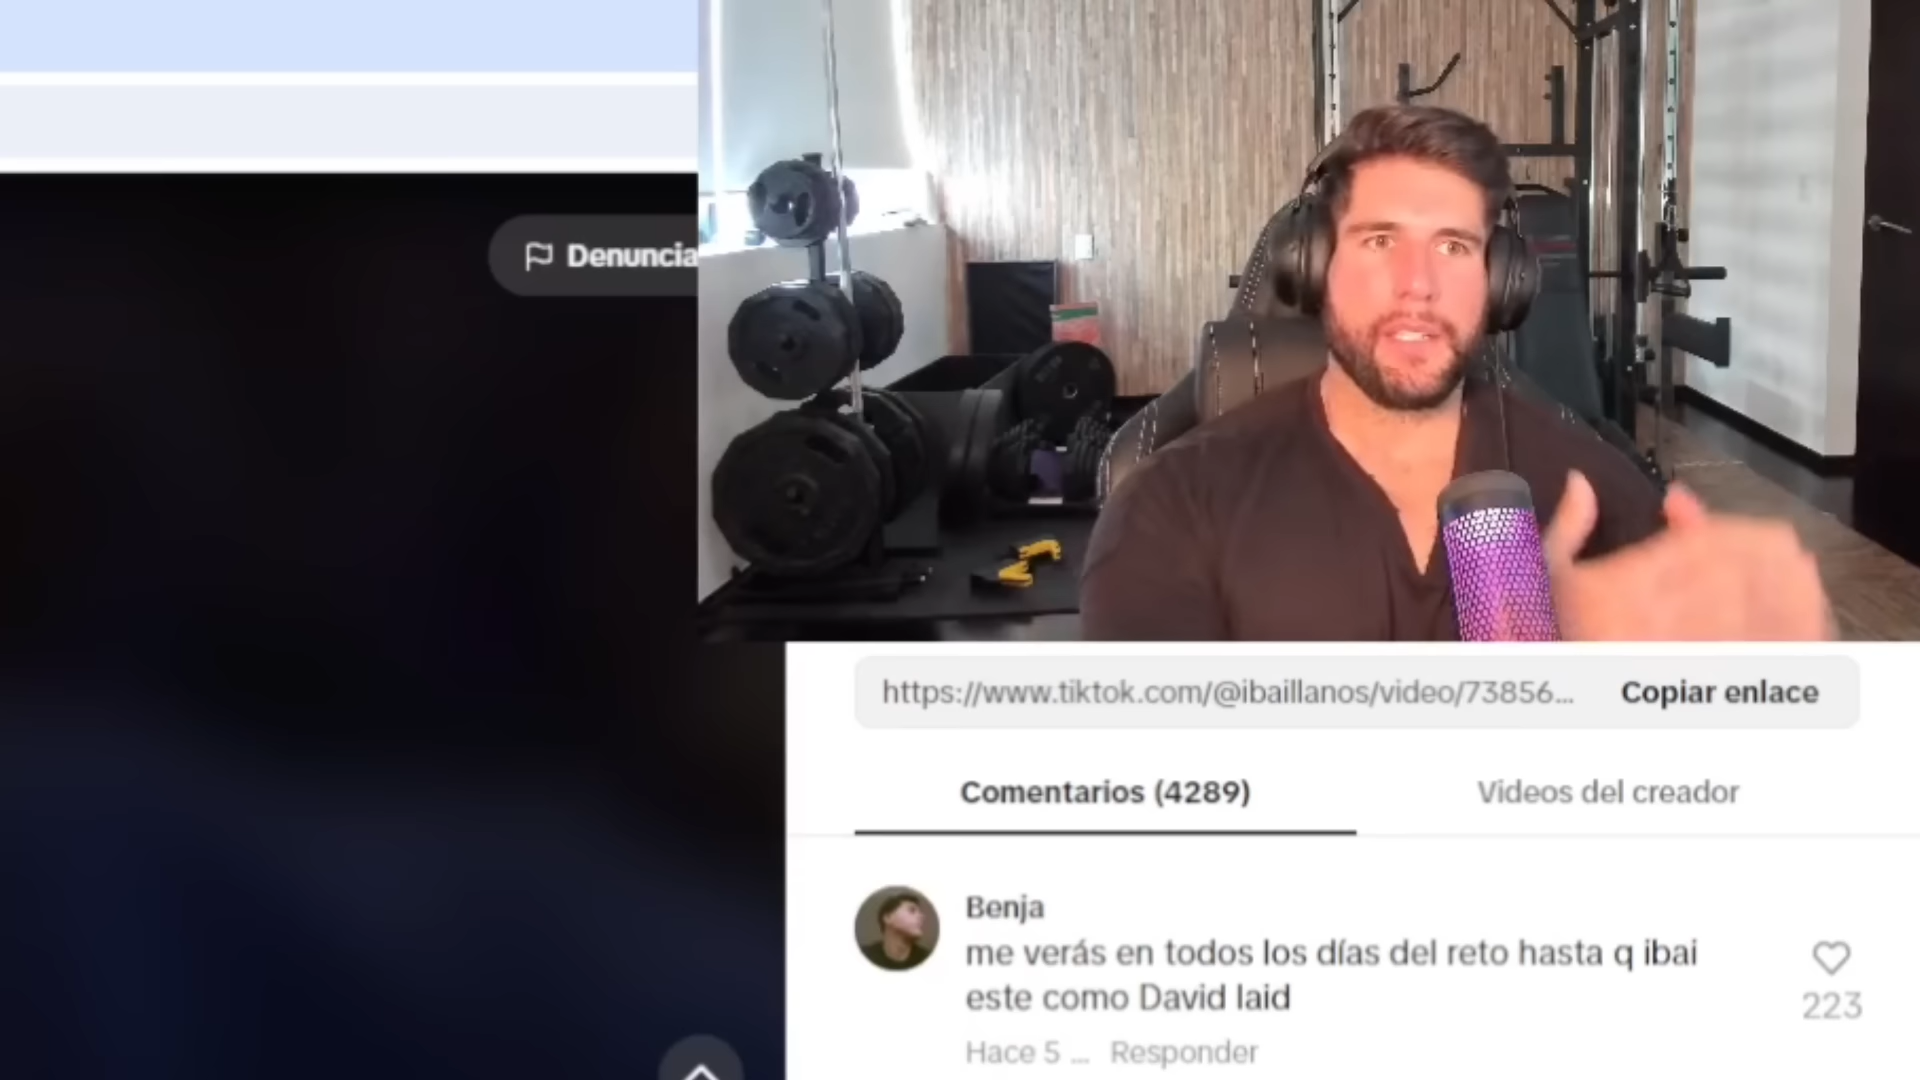 Denuncia
https://www.tiktok.com/@ibaillanos/video/73856...
Copiar enlace
Comentarios (4289)
Videos del creador
Benja
me verás en todos los días del reto hasta q ibai
este como David laid
223
Hace 5 ...
Responder